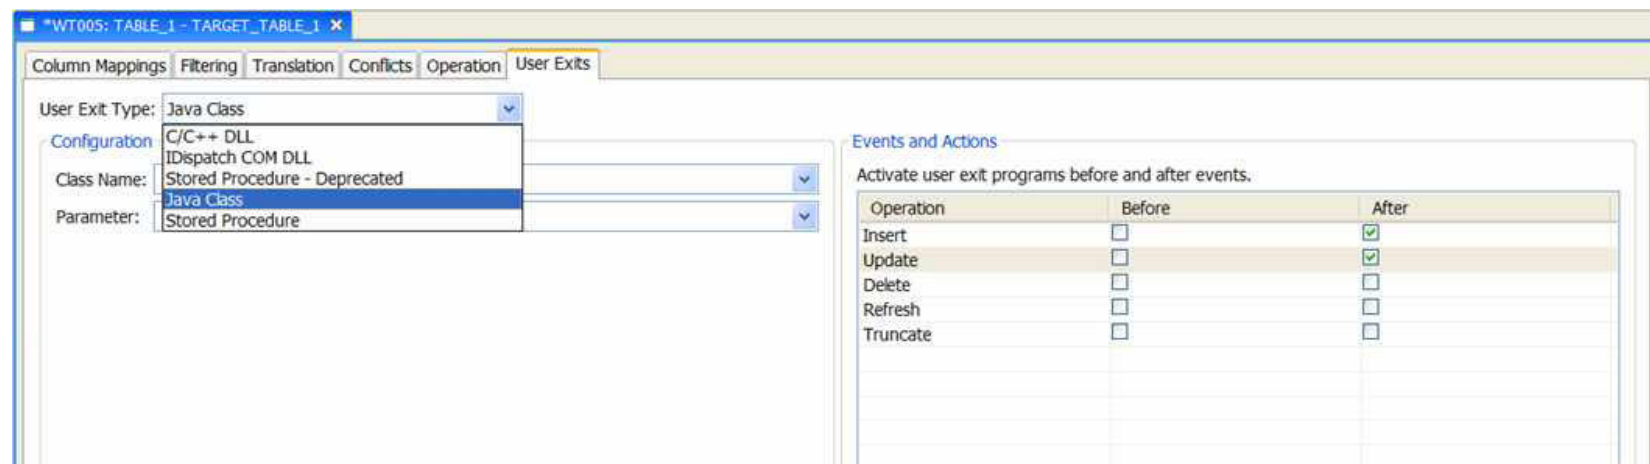 *WT005: TABLE_1 - TARGET_TABLE_1
Column Mappings Filtering Translation Conflicts Operation User Exits
User Exit Type: Java Class
C/C++ DLL
IDispatch COM DLL
Stored Procedure - Deprecated
Java Class
Stored Procedure
Configuration
Class Name:
Parameter:
Events and Actions
Activate user exit programs before and after events.
Operation Before After
Insert
Update
Delete
Refresh
Truncate